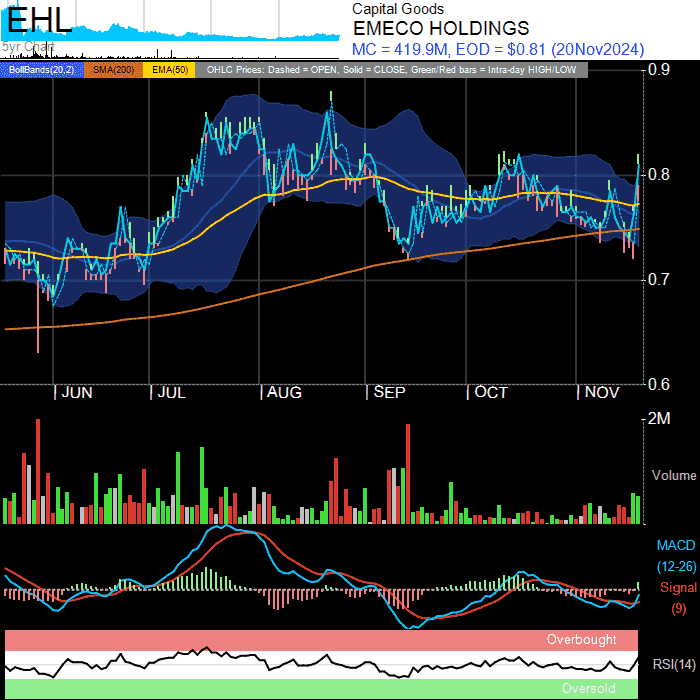 EHL
5yr Chart
Capital Goods
EMECO HOLDINGS
MC = 419.9M, EOD = $0.81 (20Nov2024)
BollBands(20,2) SMA(200) EMA(50) OHLC Prices: Dashed = OPEN, Solid = CLOSE, Green/Red bars = Intra-day HIGH/LOW
0.9
0.8
0.7
0.6
JUN JUL AUG SEP OCT NOV
2M
Volume
MACD
(12-26)
Signal
(9)
Overbought
RSI(14)
Oversold